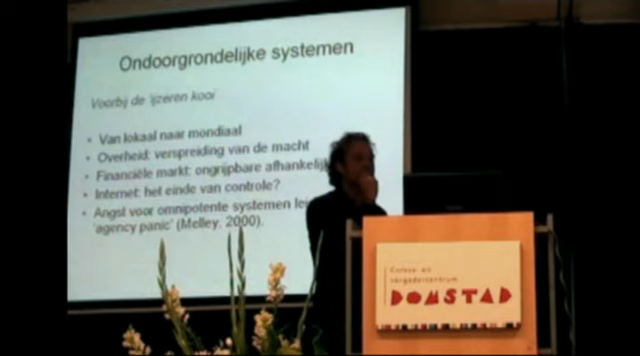 Ondoorgrondelijke systemen
Voorbij de 'ijzeren kooi
• Van lokaal naar mondiaal
• Overheid: verspreiding van de macht
• Financiële markt: ongrijpbare afhankelijk
• Internet: het einde van controle?
• Angst voor omnipotente systemen lei
'agency panic' (Melley, 2000).
Cursus- en
vergadercentrum
DOMSTAD